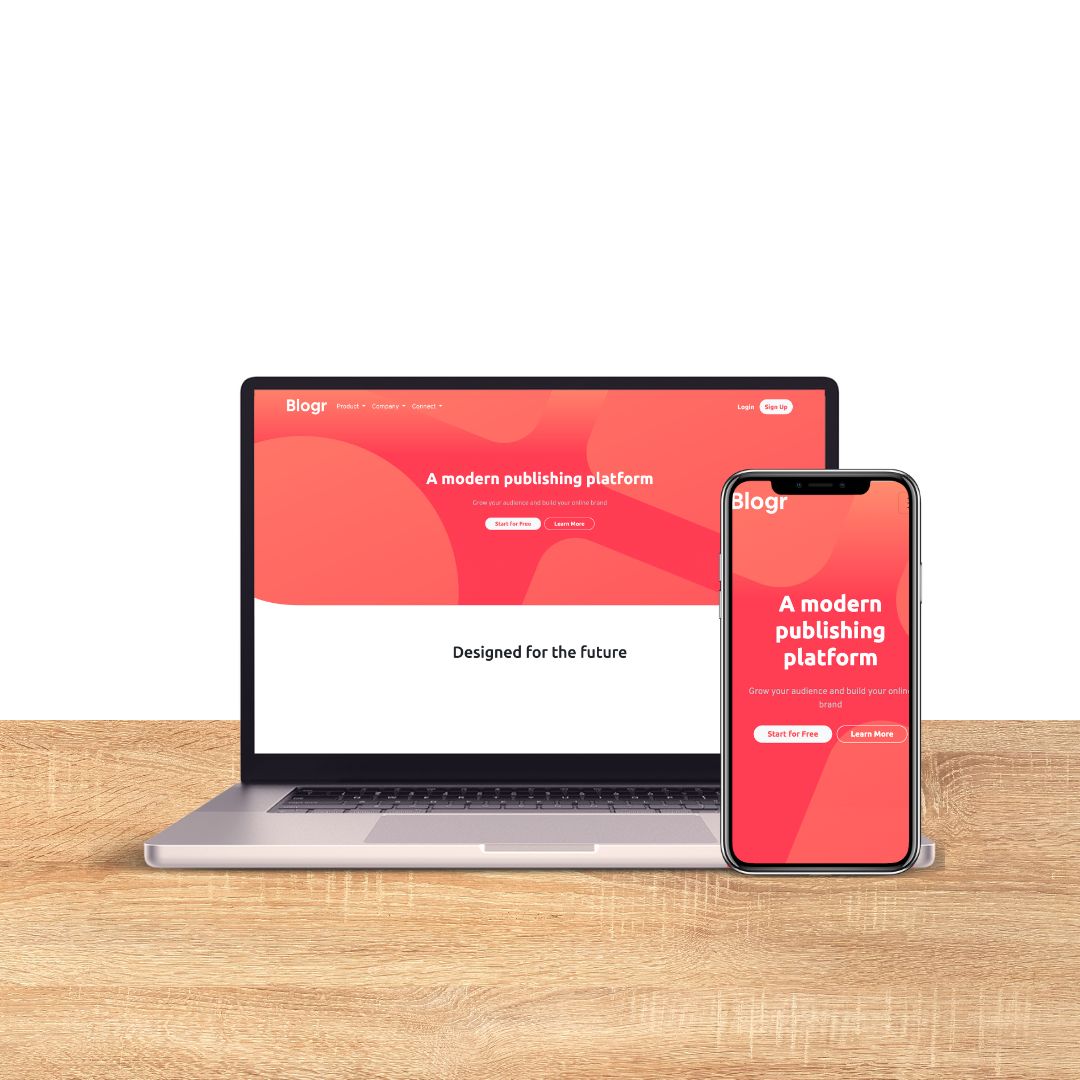 Blogr Product Company Connect Login Sign Up
A modern publishing platform
Grow your audience and build your online brand
Start for Free Learn More
Designed for the future
Blogr
A modern
publishing
platform
Grow your audience and build your onlin
brand
Start for Free Learn More